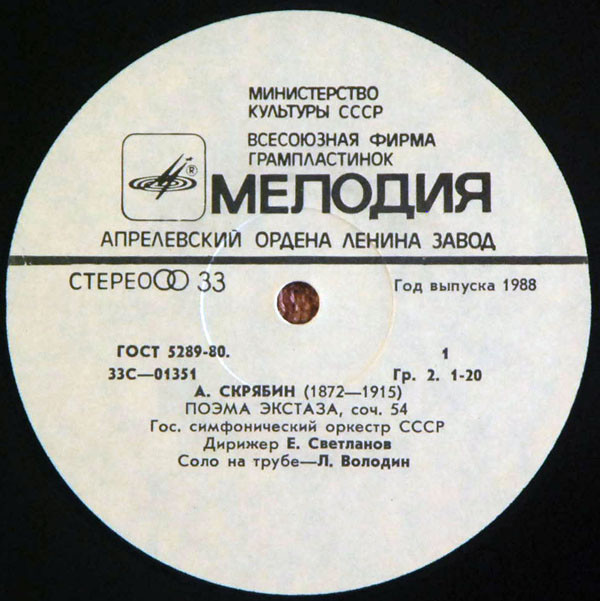 МИНИСТЕРСТВО
КУЛЬТУРЫ СССР
ВСЕСОЮЗНАЯ ФИРМА
ГРАМПЛАСТИНОК
®
МЕЛОДИЯ
АПРЕЛЕВСКИЙ ОРДЕНА ЛЕНИНА ЗАВОД
СТЕРЕО 33
Год выпуска 1988
ГОСТ 5289-80. 1
33С—01351 Гр. 2. 1-20
А. СКРЯБИН (1872—1915)
ПОЭМА ЭКСТАЗА, соч. 54
Гос. симфонический оркестр СССР
Дирижер Е. Светланов
Соло на трубе—Л. Володин